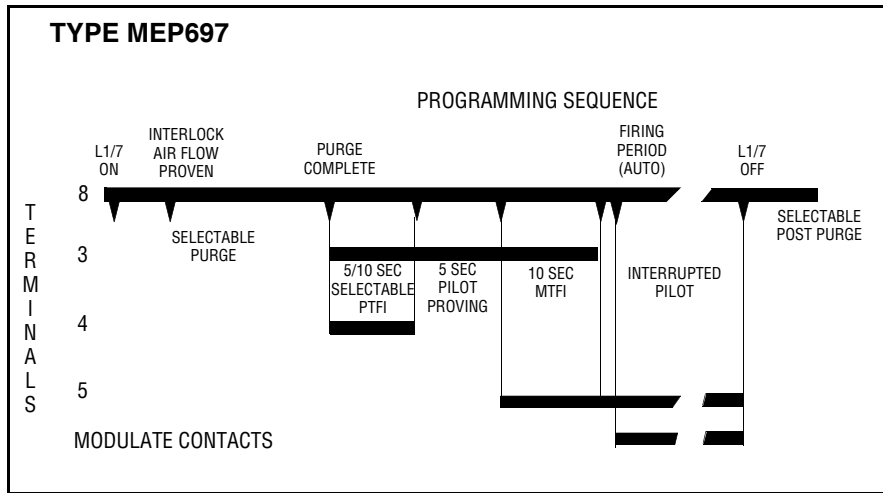 TYPE MEP697
PROGRAMMING SEQUENCE
L1/7
ON
INTERLOCK
AIR FLOW
PROVEN
PURGE
COMPLETE
FIRING
PERIOD
(AUTO)
L1/7
OFF
TERMINALS
8
SELECTABLE
PURGE
SELECTABLE
POST PURGE
3
5/10 SEC
SELECTABLE
PTFI
5 SEC
PILOT
PROVING
10 SEC
MTFI
INTERRUPTED
PILOT
4
5
MODULATE CONTACTS